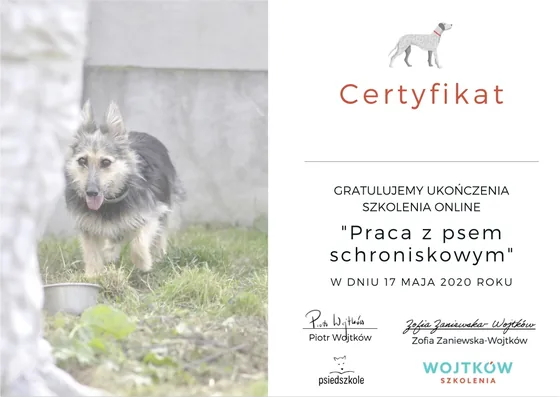 Certyfikat
GRATULUJEMY UKOŃCZENIA
SZKOLENIA ONLINE
"Praca z psem
schroniskowym"
W DNIU 17 MAJA 2020 ROKU
Piotr Wojtków
Zofia Zaniewska-Wojtków
Piotr Wojtków
Zofia Zaniewska-Wojtków
psiedszkole
WOJTKÓW
SZKOLENIA